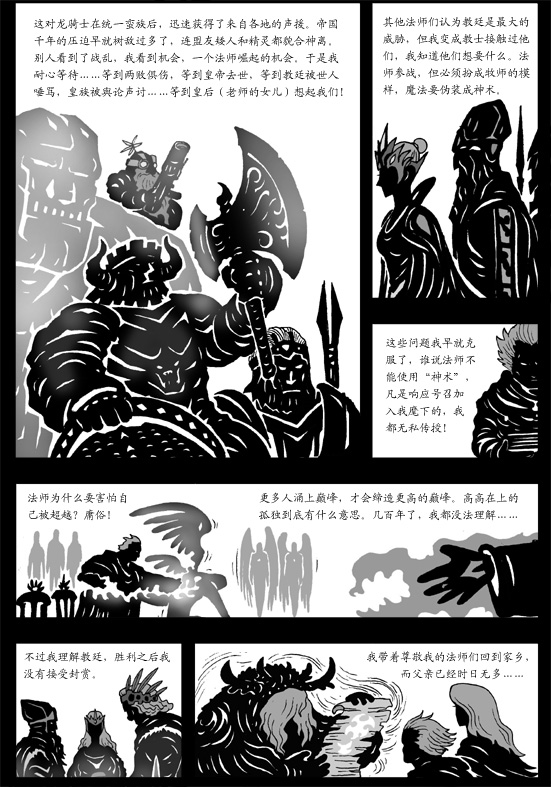 这对龙骑士在统一蛮族后，迅速获得了来自各地的声援。帝国
千年的压迫早就树敌过多了，连盟友矮人和精灵都貌合神离。
别人看到了战乱，我看到机会，一个法师崛起的机会。于是我
耐心等待……等到两败俱伤，等到皇帝去世，等到教廷被世人
唾骂，皇族被舆论声讨……等到皇后（老师的女儿）想起我们！
其他法师们认为教廷是最大的
威胁，但我变成教士接触过他
们，我知道他们想要什么。法
师参战，但必须扮成牧师的模
样，魔法要伪装成神术。
这些问题我早就克
服了，谁说法师不
能使用“神术”，
凡是响应号召加
入我麾下的，我
都无私传授！
法师为什么要害怕自
己被超越？庸俗！
更多人涌上巅峰，才会缔造更高的巅峰。高高在上的
孤独到底有什么意思。几百年了，我都没法理解……
不过我理解教廷，胜利之后我
没有接受封赏。
我带着尊敬我的法师们回到家乡，
而父亲已经时日无多……